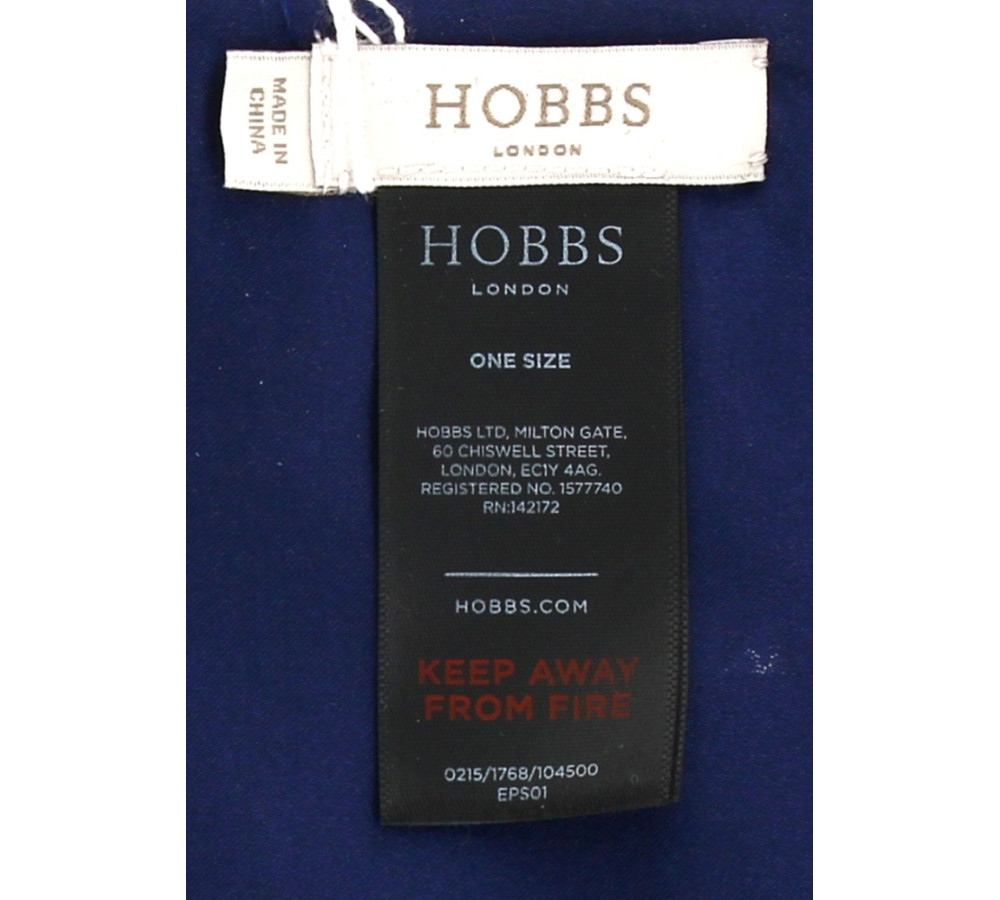 MADE IN
CHINA
HOBBS
LONDON
HOBBS
LONDON
ONE SIZE
HOBBS LTD, MILTON GATE,
60 CHISWELL STREET,
LONDON, EC1Y 4AG.
REGISTERED NO. 1577740
RN:142172
HOBBS.COM
KEEP AWAY
FROM FIRE
0215/1768/104500
EPS01